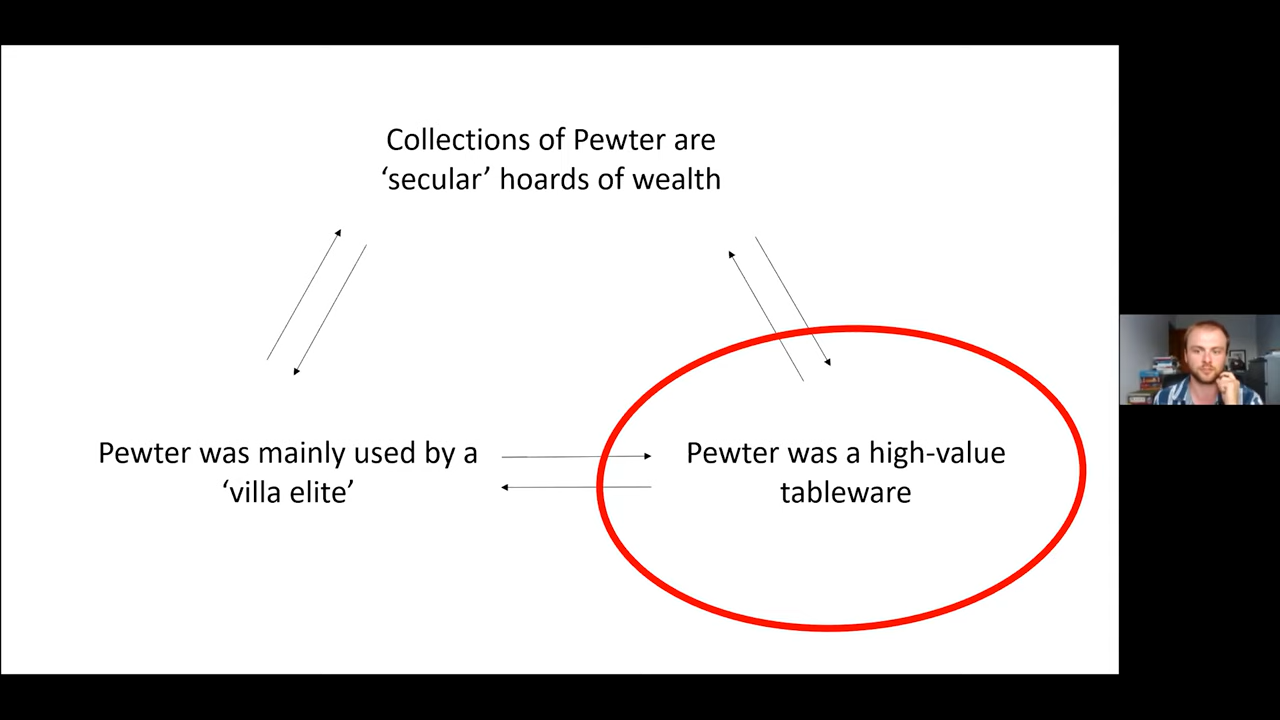 Collections of Pewter are
‘secular’ hoards of wealth
Pewter was mainly used by a
‘villa elite’
Pewter was a high-value
tableware